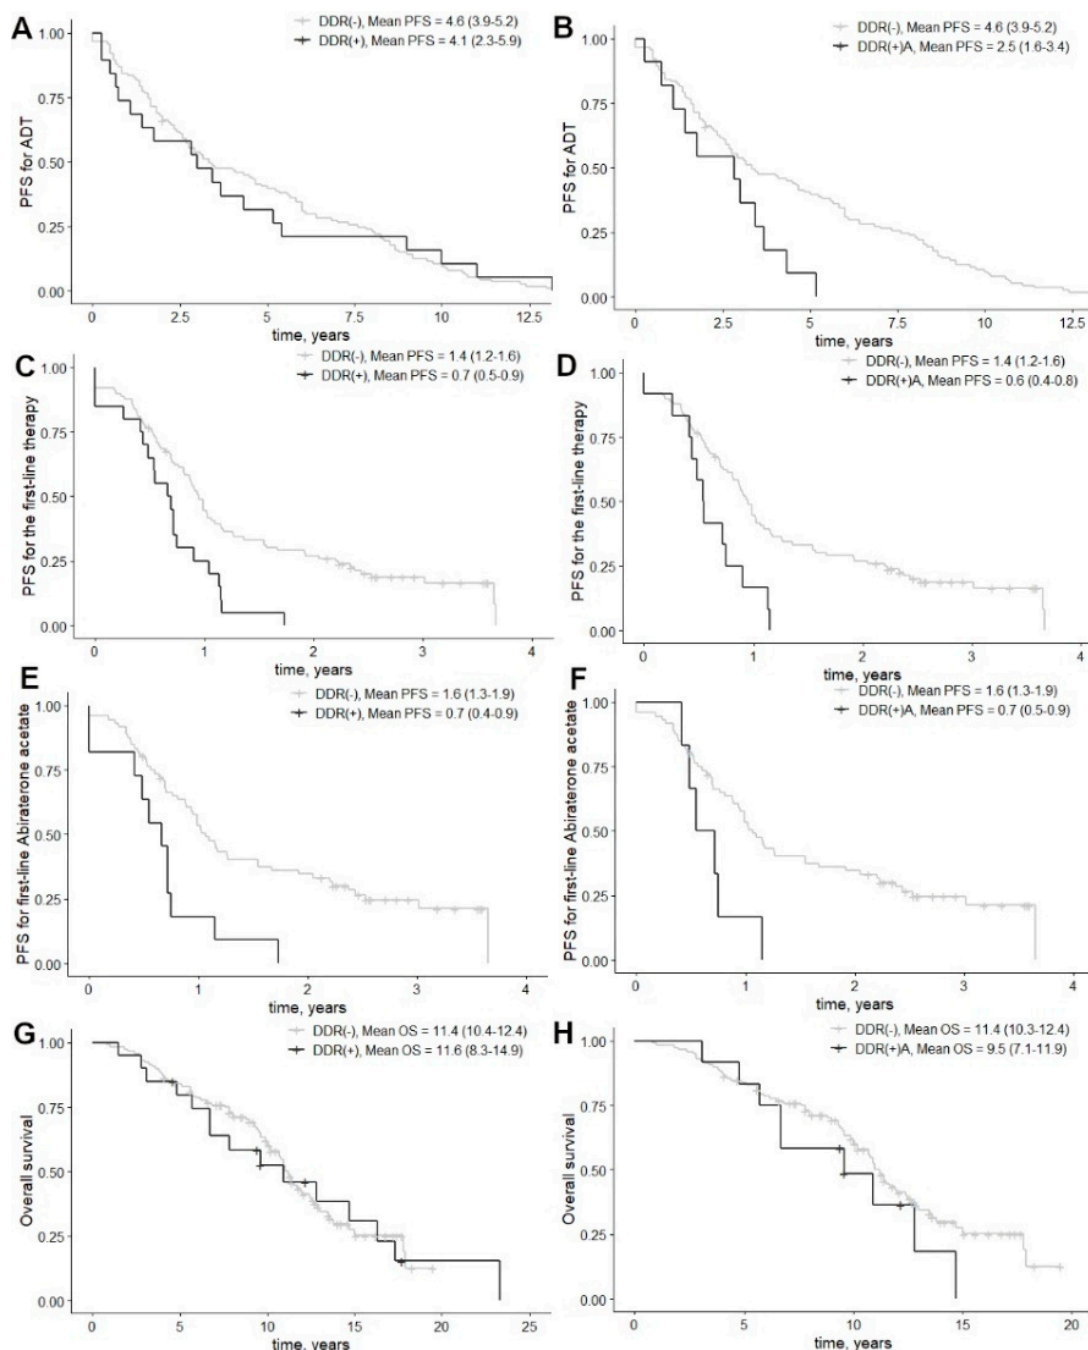 A
DDR(-), Mean PFS = 4.6 (3.9-5.2)
DDR(+), Mean PFS = 4.1 (2.3-5.9)
PFS for ADT
1.00
0.75
0.50
0.25
0.00
0 2.5 5 7.5 10 12.5
time, years
B
DDR(-), Mean PFS = 4.6 (3.9-5.2)
DDR(+)A, Mean PFS = 2.5 (1.6-3.4)
PFS for ADT
1.00
0.75
0.50
0.25
0.00
0 2.5 5 7.5 10 12.5
time, years
C
DDR(-), Mean PFS = 1.4 (1.2-1.6)
DDR(+), Mean PFS = 0.7 (0.5-0.9)
PFS for the first-line therapy
1.00
0.75
0.50
0.25
0.00
0 1 2 3 4
time, years
D
DDR(-), Mean PFS = 1.4 (1.2-1.6)
DDR(+)A, Mean PFS = 0.6 (0.4-0.8)
PFS for the first-line therapy
1.00
0.75
0.50
0.25
0.00
0 1 2 3 4
time, years
E
DDR(-), Mean PFS = 1.6 (1.3-1.9)
DDR(+), Mean PFS = 0.7 (0.4-0.9)
PFS for first-line Abiraterone acetate
1.00
0.75
0.50
0.25
0.00
0 1 2 3 4
time, years
F
DDR(-), Mean PFS = 1.6 (1.3-1.9)
DDR(+)A, Mean PFS = 0.7 (0.5-0.9)
PFS for first-line Abiraterone acetate
1.00
0.75
0.50
0.25
0.00
0 1 2 3 4
time, years
G
DDR(-), Mean OS = 11.4 (10.4-12.4)
DDR(+), Mean OS = 11.6 (8.3-14.9)
Overall survival
1.00
0.75
0.50
0.25
0.00
0 5 10 15 20 25
time, years
H
DDR(-), Mean OS = 11.4 (10.3-12.4)
DDR(+)A, Mean OS = 9.5 (7.1-11.9)
Overall survival
1.00
0.75
0.50
0.25
0.00
0 5 10 15 20
time, years